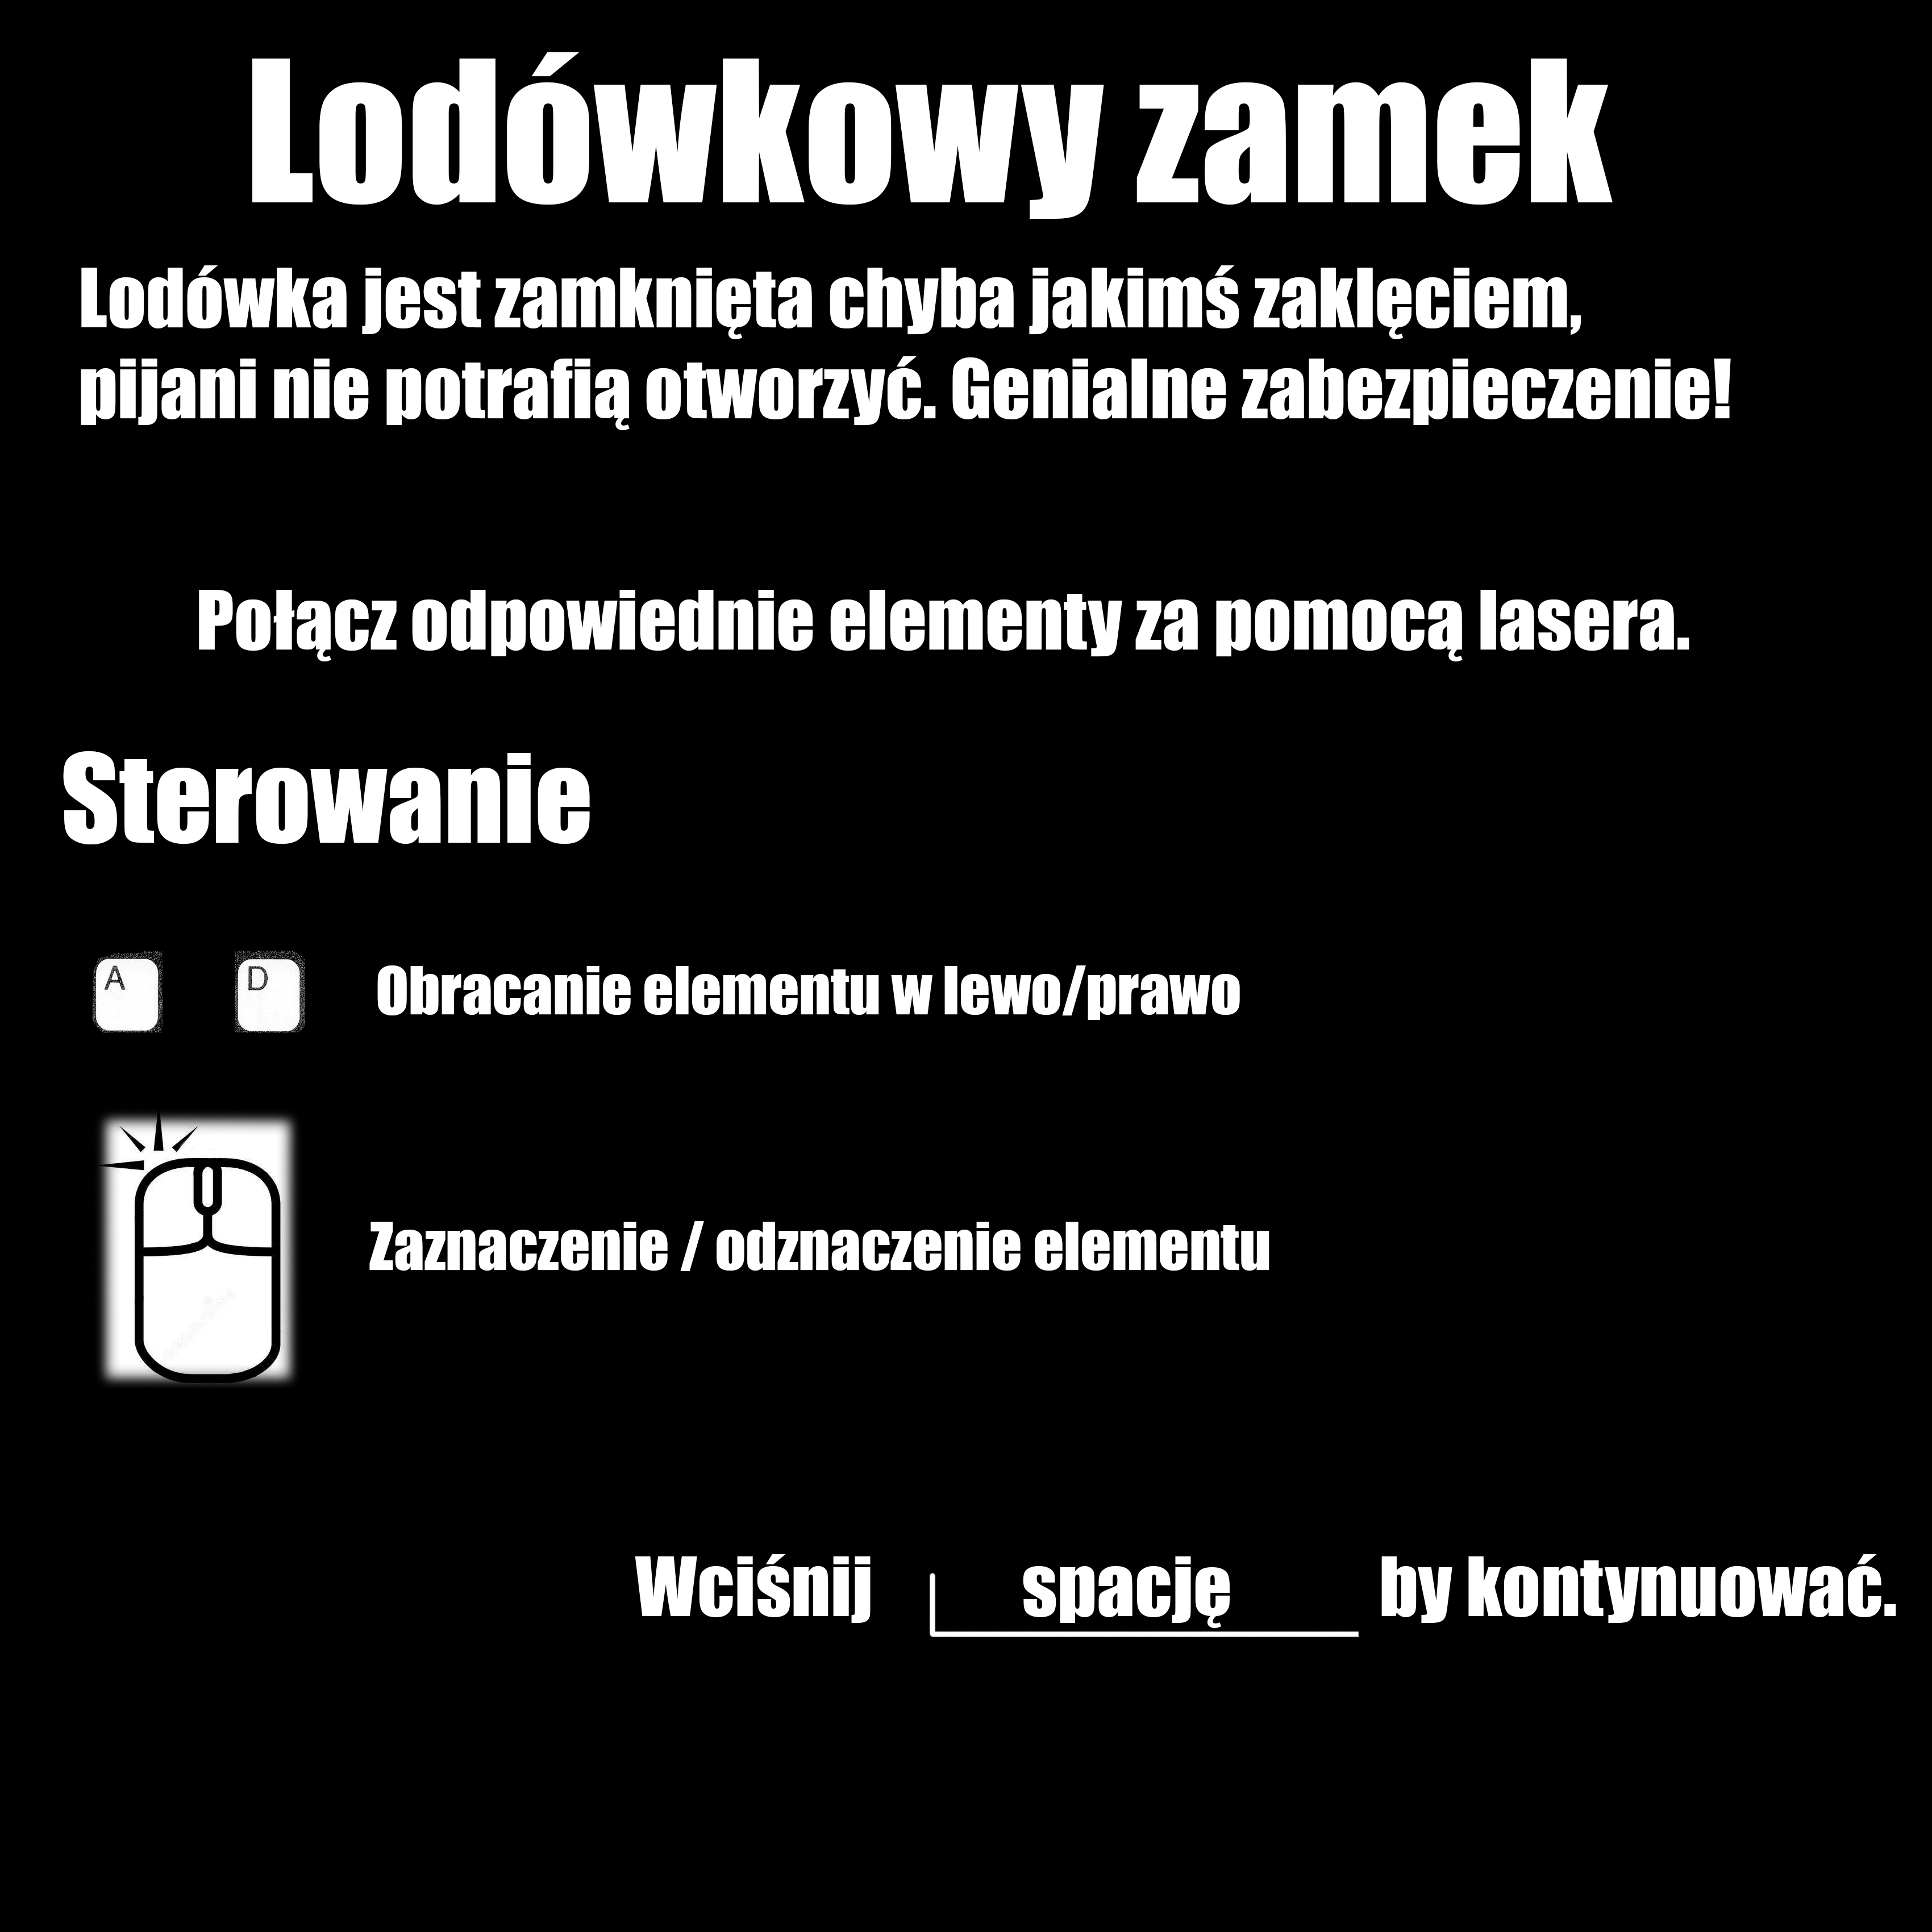 Lodówkowy zamek
Lodówka jest zamknięta chyba jakimś zaklęciem,
pijani nie potrafią otworzyć. Genialne zabezpieczenie!
Połącz odpowiednie elementy za pomocą lasera.
Sterowanie
A D Obracanie elementu w lewo/prawo
Zaznaczenie / odznaczenie elementu
Wciśnij spację by kontynuować.